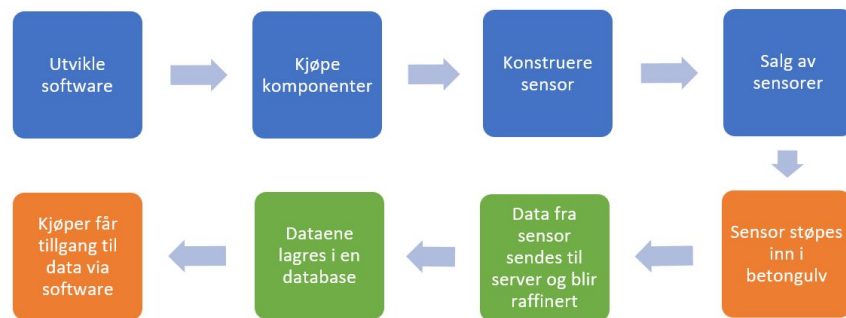 Utvikle
software
Kjøpe
komponenter
Konstruere
sensor
Salg av
sensorer
Sensor støpes
inn i
betongulv
Data fra
sensor
sendes til
server og blir
raffinert
Dataene
lagres i en
database
Kjøper får
tillgang til
data via
software